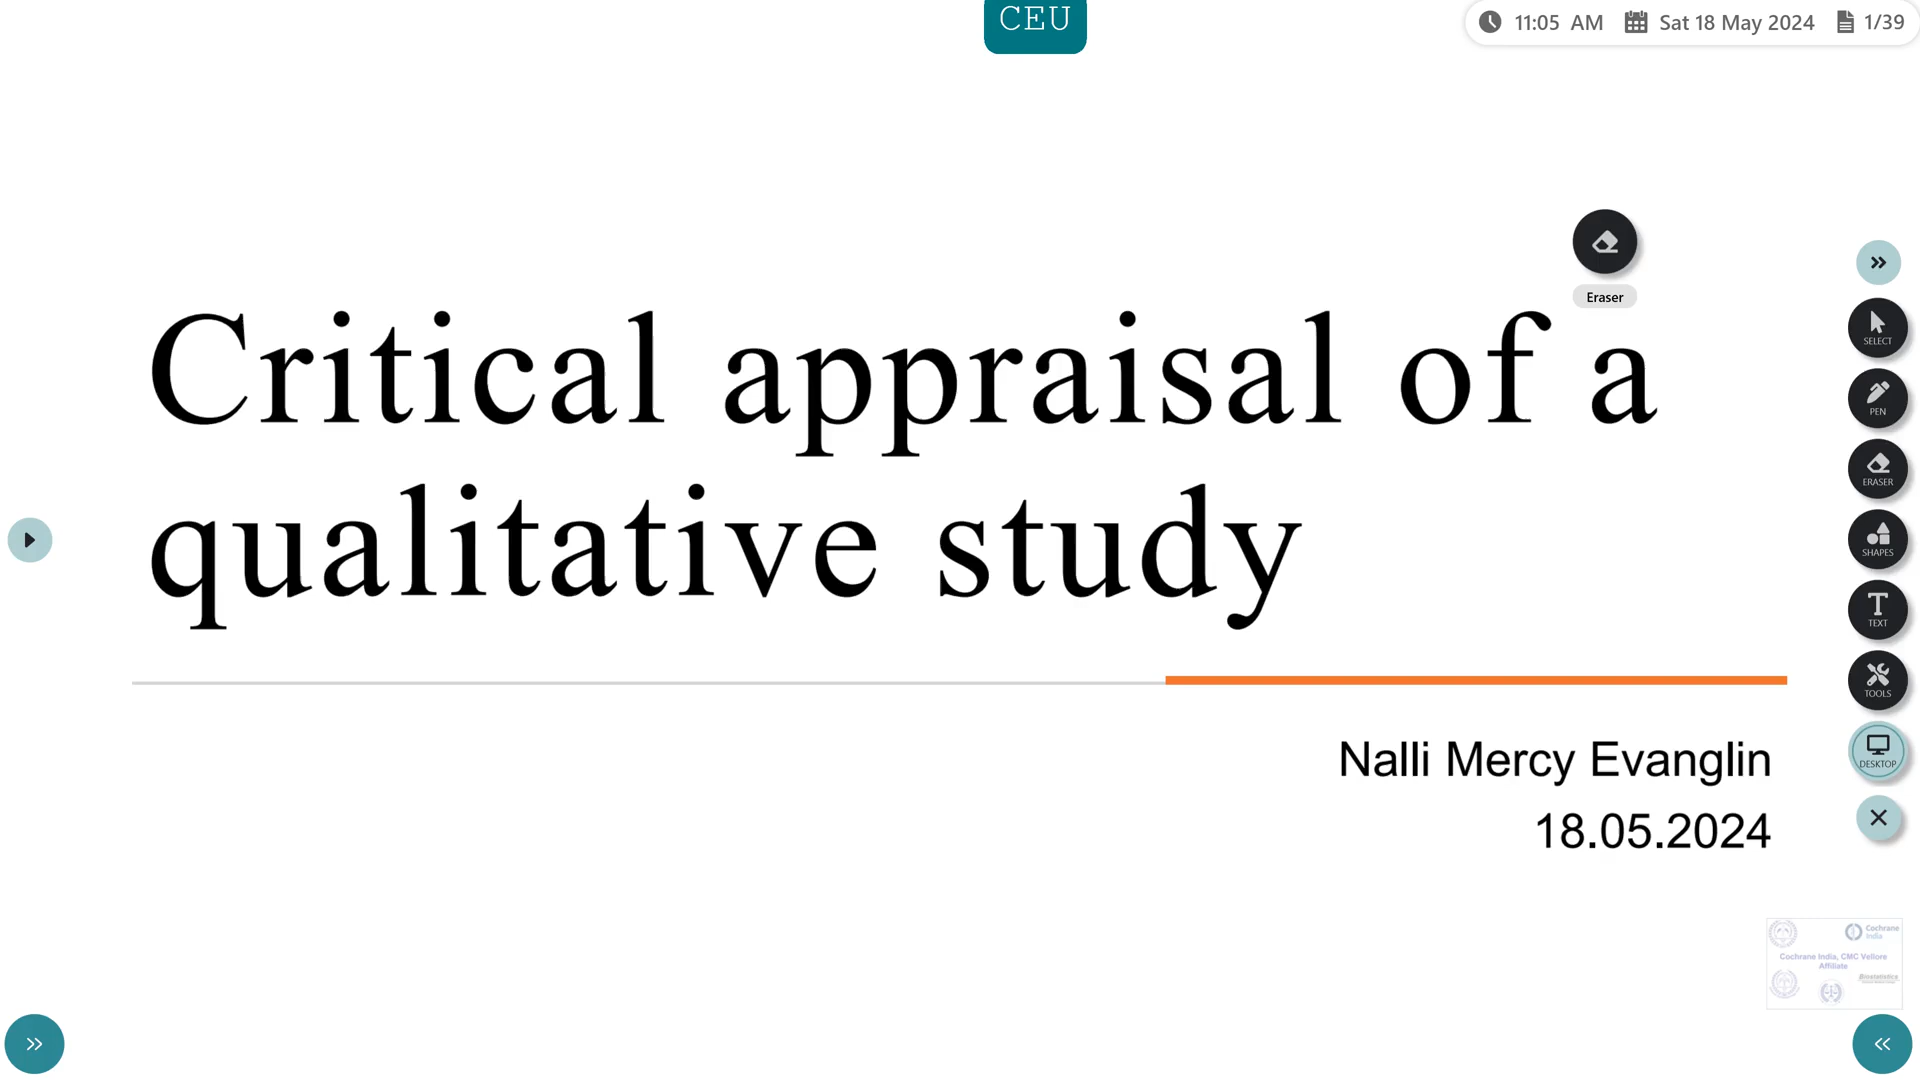 CEU
11:05 AM Sat 18 May 2024 1/39
Eraser
Critical appraisal of a
qualitative study
SELECT
PEN
ERASER
SHAPES
TEXT
TOOLS
DESKTOP
Nalli Mercy Evanglin
18.05.2024
Cochrane
India
Cochrane India, CMC Vellore
Affiliate
Biostatistics